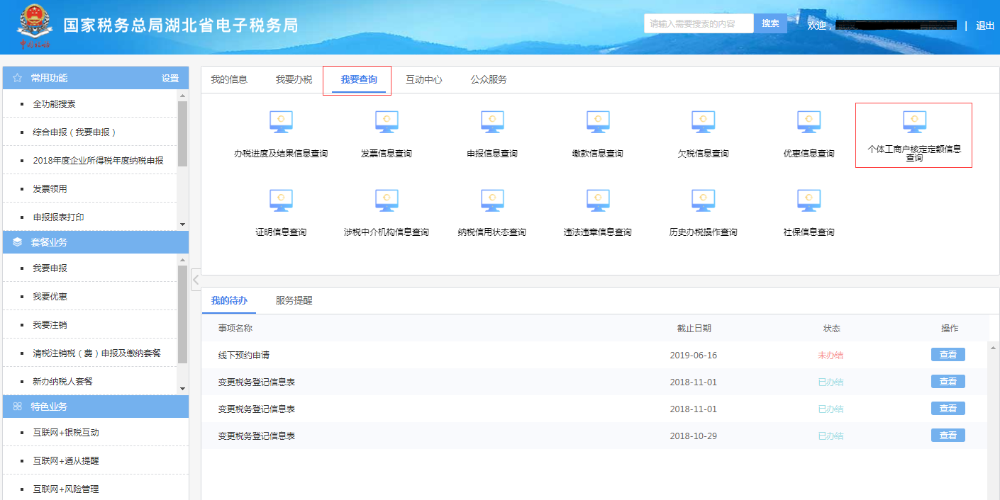 国家税务总局湖北省电子税务局
请输入需要搜索的内容
搜索
欢迎,
| 退出
常用功能
设置
全功能搜索
综合申报（我要申报）
2018年度企业所得税年度纳税申报
发票领用
申报报表打印
套餐业务
我要申报
我要优惠
我要注销
清税注销税（费）申报及缴纳套餐
新办纳税人套餐
特色业务
互联网+银税互动
互联网+遵从提醒
互联网+风险管理
我的信息
我要办税
我要查询
互动中心
公众服务
办税进度及结果信息查询
发票信息查询
申报信息查询
缴款信息查询
欠税信息查询
优惠信息查询
个体工商户核定定额信息
查询
证明信息查询
涉税中介机构信息查询
纳税信用状态查询
违法违章信息查询
历史办税操作查询
社保信息查询
我的待办
服务提醒
事项名称 截止日期 状态 操作
线下预约申请 2019-06-16 未办结 查看
变更税务登记信息表 2018-11-01 已办结 查看
变更税务登记信息表 2018-11-01 已办结 查看
变更税务登记信息表 2018-10-29 已办结 查看